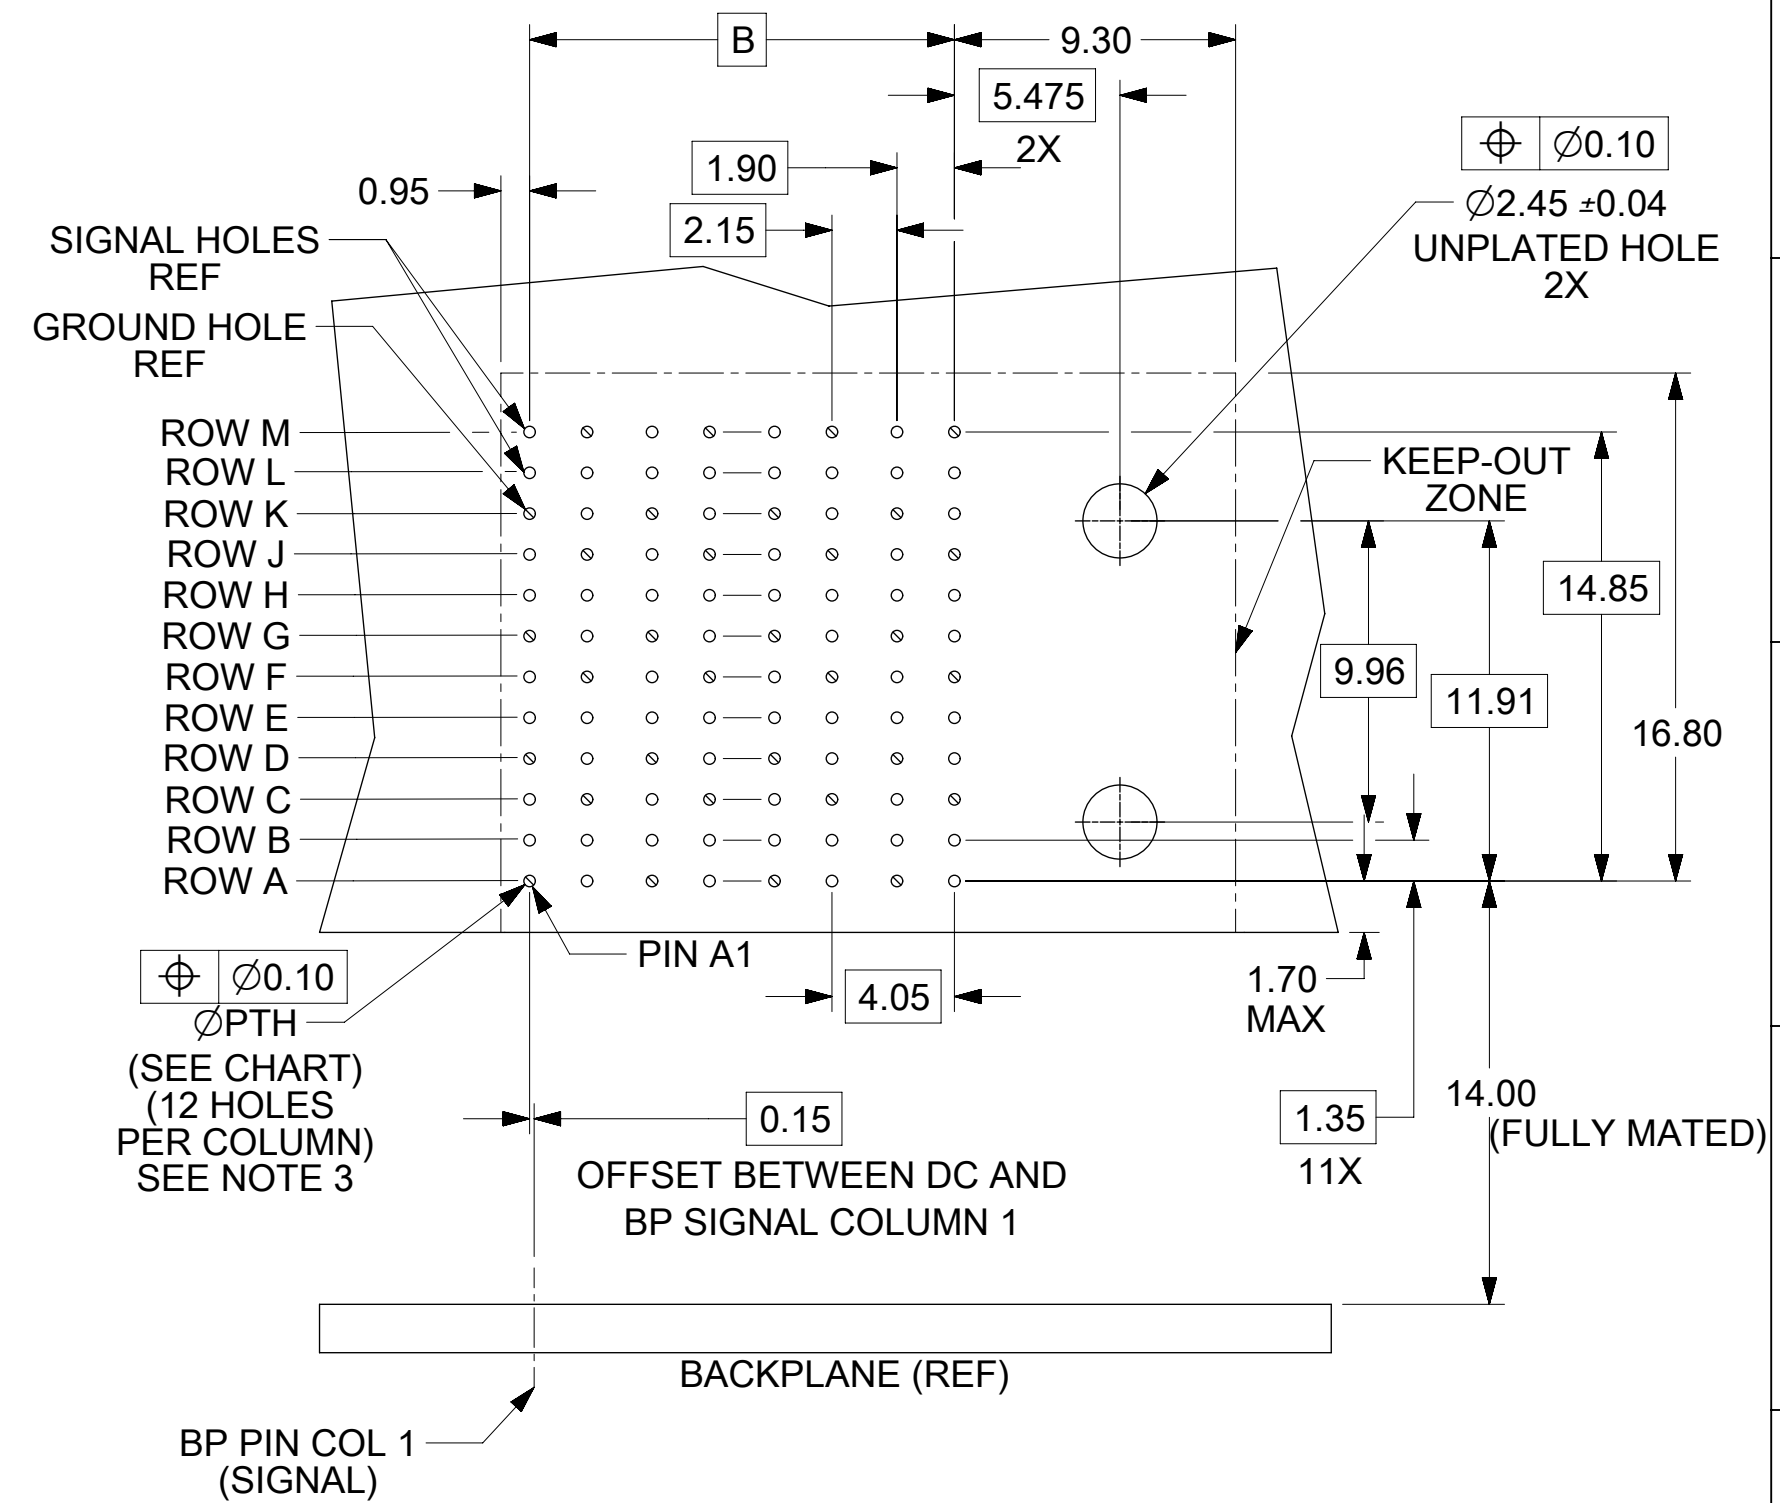 B
9.30
5.475
2X
⌖ ∅0.10
1.90
0.95
∅2.45 ±0.04
UNPLATED HOLE
2X
2.15
SIGNAL HOLES
REF
GROUND HOLE
REF
ROW M
ROW L
ROW K
ROW J
ROW H
ROW G
ROW F
ROW E
ROW D
ROW C
ROW B
ROW A
KEEP-OUT
ZONE
14.85
9.96
11.91
16.80
PIN A1
⌖ ∅0.10
∅PTH
(SEE CHART)
(12 HOLES
PER COLUMN)
SEE NOTE 3
4.05
1.70
MAX
0.15
OFFSET BETWEEN DC AND
BP SIGNAL COLUMN 1
1.35
11X
14.00
(FULLY MATED)
BACKPLANE (REF)
BP PIN COL 1
(SIGNAL)